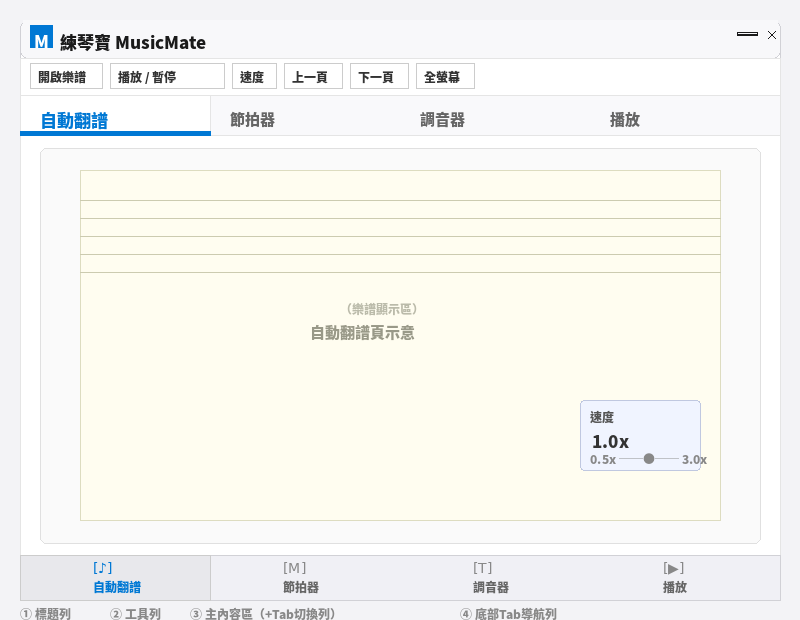 M 練琴寶 MusicMate
開啟樂譜 播放 / 暫停 速度 上一頁 下一頁 全螢幕
自動翻譜 節拍器 調音器 播放
（樂譜顯示區）
自動翻譜頁示意
速度
1.0x
0.5x 3.0x
[♪] [M] [T] [▶]
自動翻譜 節拍器 調音器 播放
① 標題列 ② 工具列 ③ 主內容區（+Tab切換列） ④ 底部Tab導航列